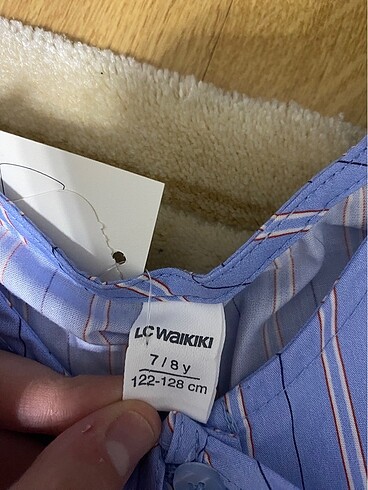 LC WAIKIKI
7 / 8 y
122-128 cm